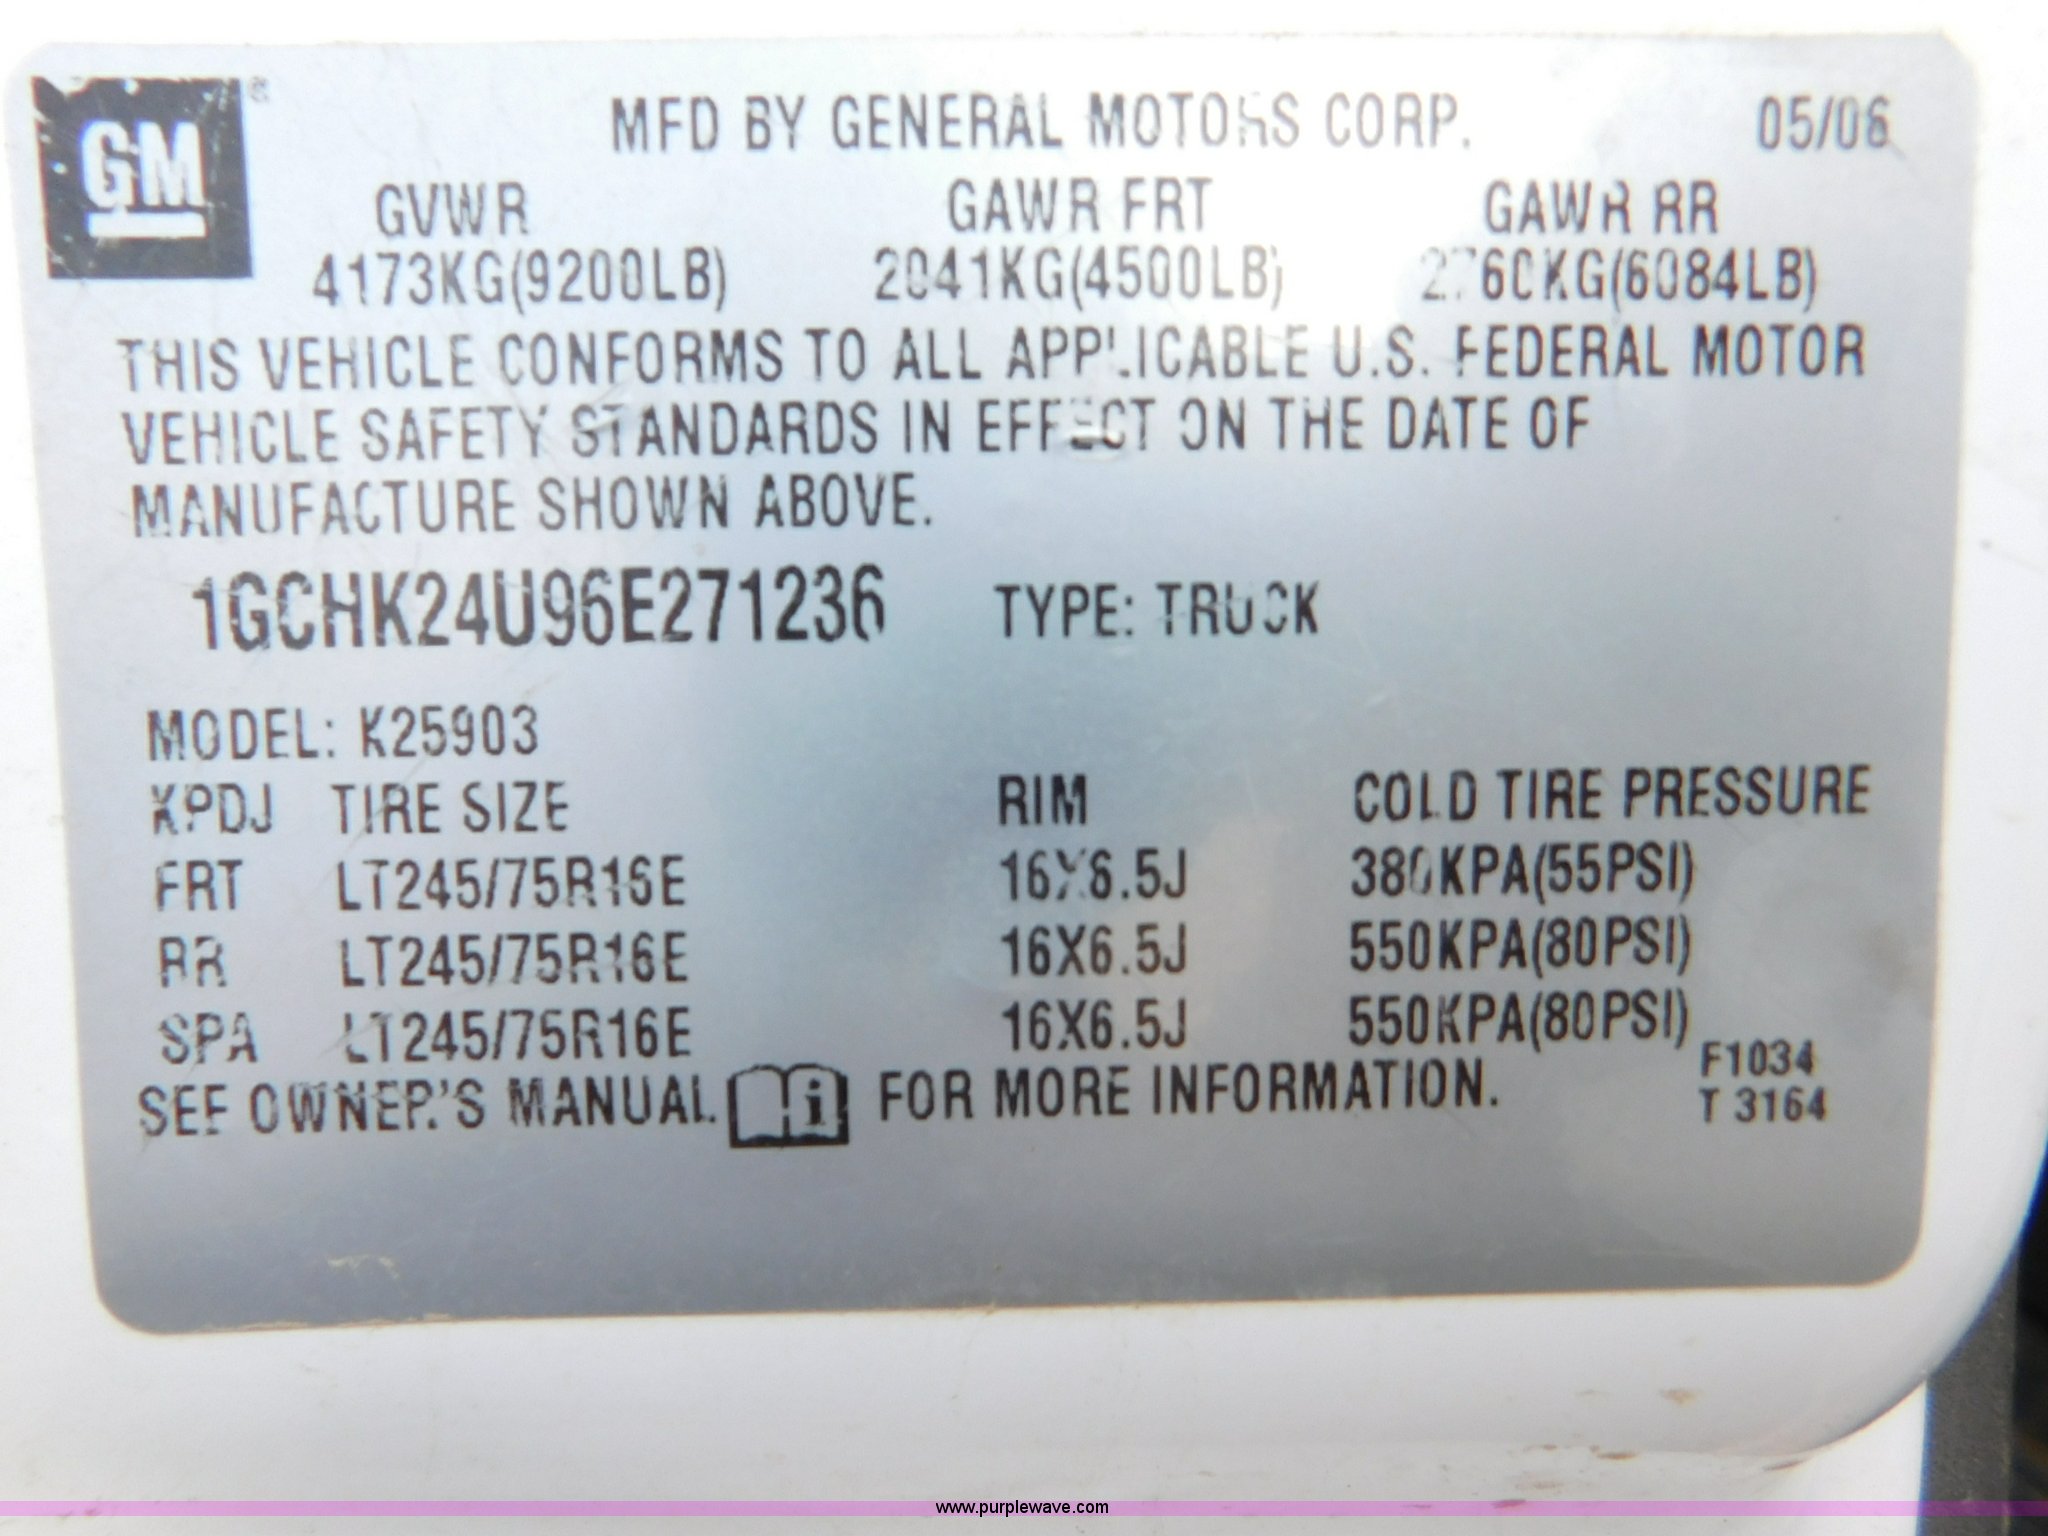 GM
MFD BY GENERAL MOTORS CORP. 05/06
GVWR GAWR FRT GAWR RR
4173KG(9200LB) 2041KG(4500LB) 2760KG(6084LB)
THIS VEHICLE CONFORMS TO ALL APPLICABLE U.S. FEDERAL MOTOR
VEHICLE SAFETY STANDARDS IN EFFECT ON THE DATE OF
MANUFACTURE SHOWN ABOVE.
1GCHK24U96E271236 TYPE: TRUCK
MODEL: K25903
KPDJ TIRE SIZE RIM COLD TIRE PRESSURE
FRT LT245/75R16E 16X6.5J 380KPA(55PSI)
RR LT245/75R16E 16X6.5J 550KPA(80PSI)
SPA LT245/75R16E 16X6.5J 550KPA(80PSI)
SEE OWNER'S MANUAL i FOR MORE INFORMATION.
F1034
T 3164
www.purplewave.com